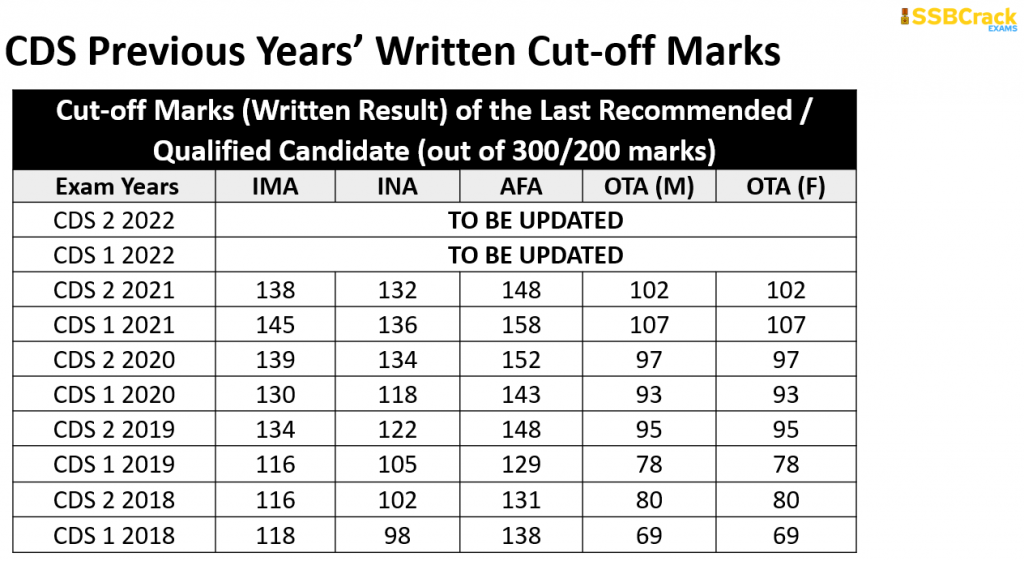 SSBCrack
EXAMS
CDS Previous Years’ Written Cut-off Marks
Cut-off Marks (Written Result) of the Last Recommended /
Qualified Candidate (out of 300/200 marks)
Exam Years IMA INA AFA OTA (M) OTA (F)
CDS 2 2022 TO BE UPDATED
CDS 1 2022 TO BE UPDATED
CDS 2 2021 138 132 148 102 102
CDS 1 2021 145 136 158 107 107
CDS 2 2020 139 134 152 97 97
CDS 1 2020 130 118 143 93 93
CDS 2 2019 134 122 148 95 95
CDS 1 2019 116 105 129 78 78
CDS 2 2018 116 102 131 80 80
CDS 1 2018 118 98 138 69 69